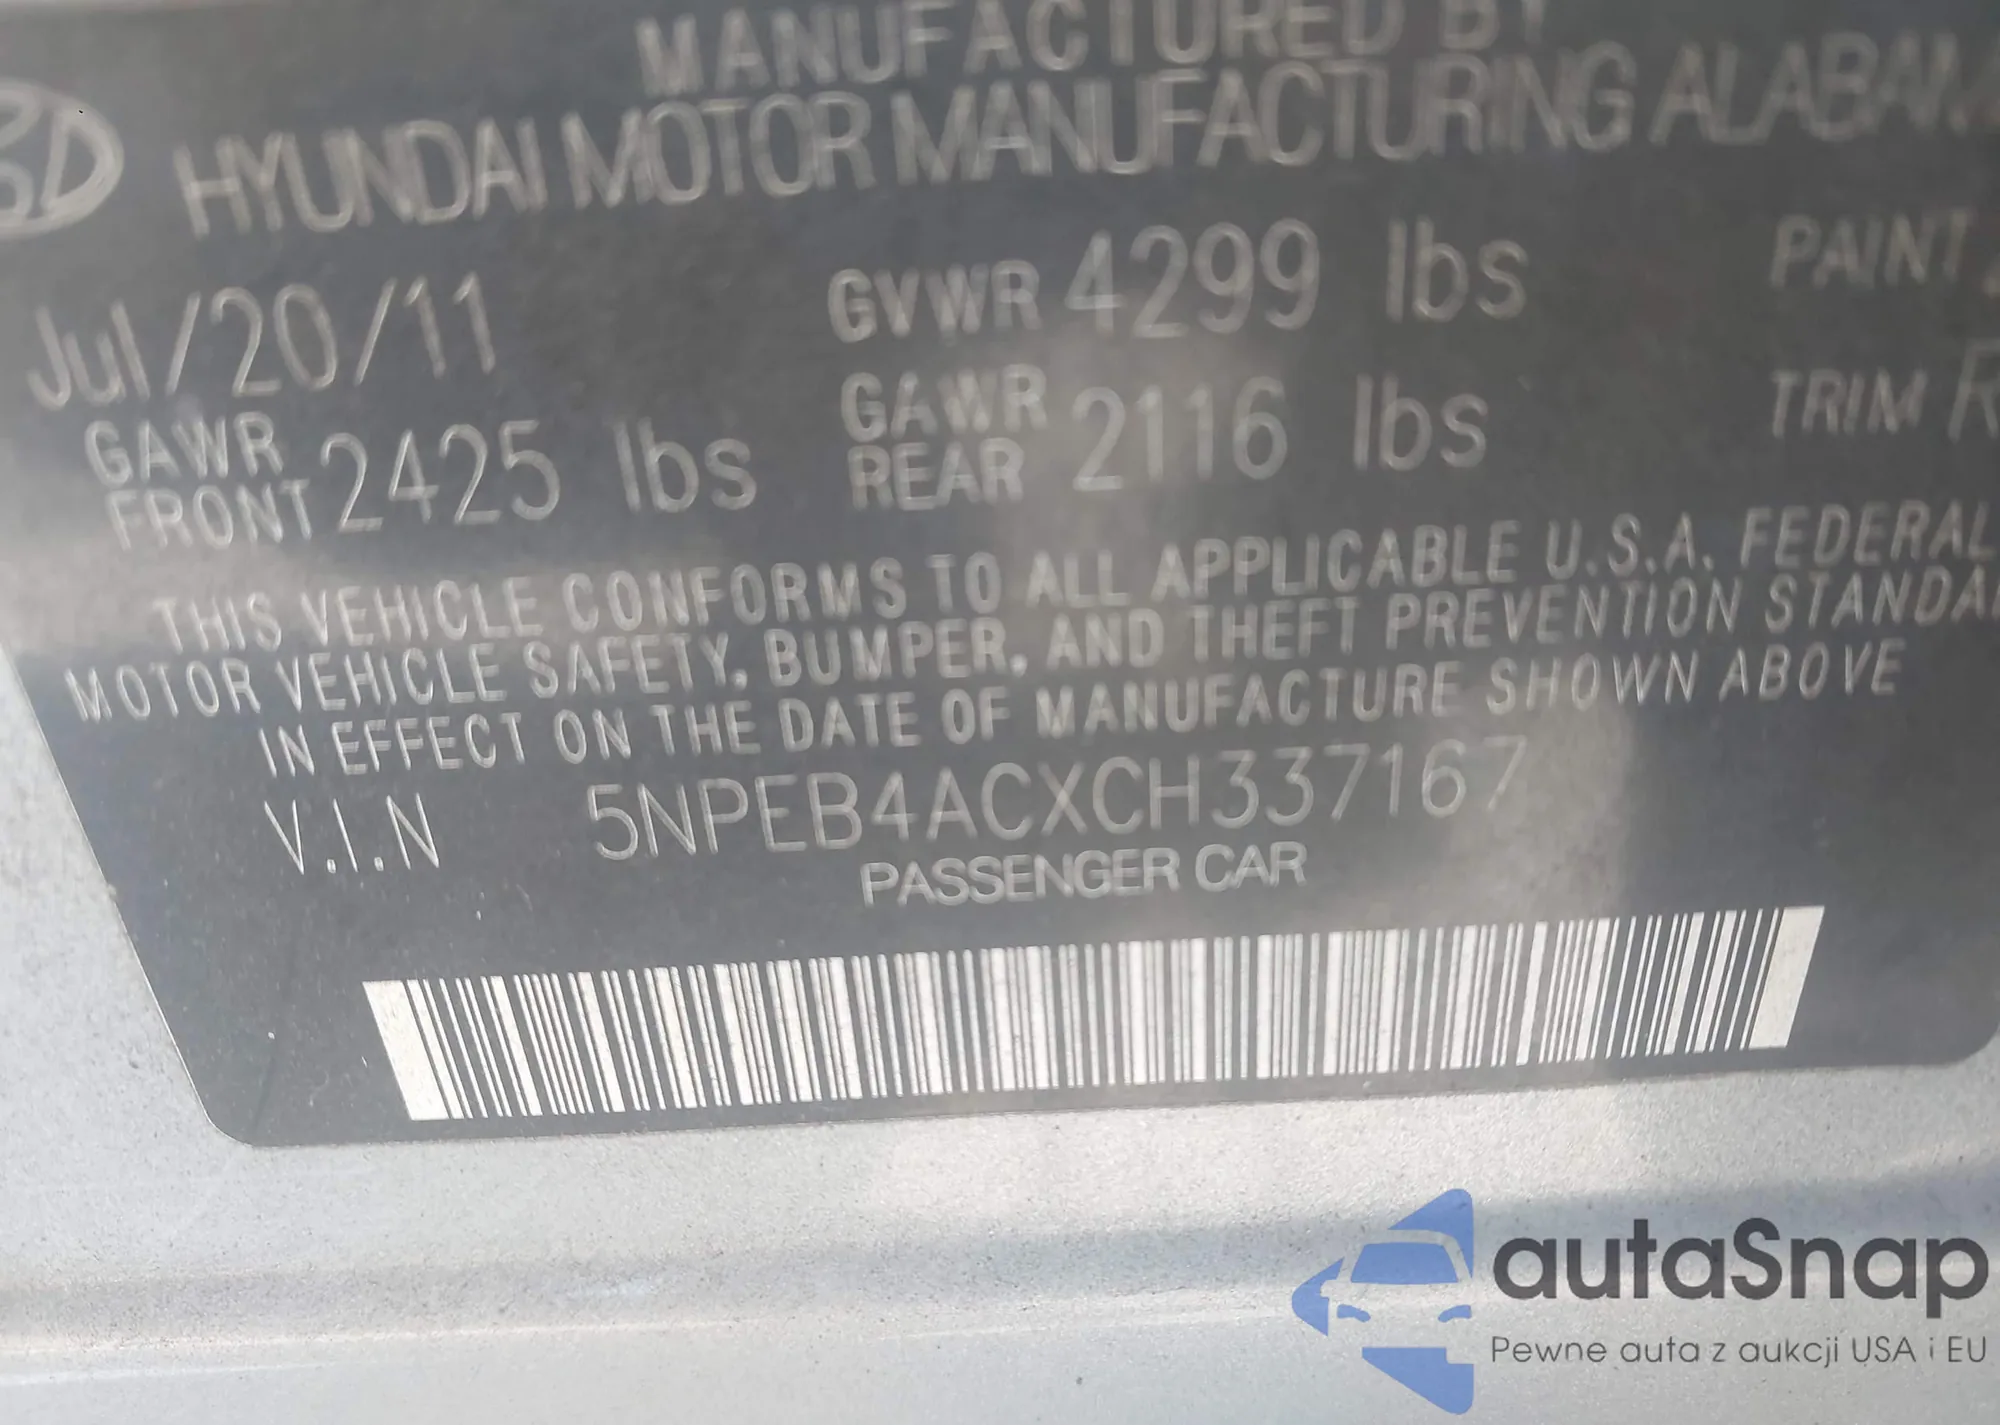 MANUFACTURED BY
HYUNDAI MOTOR MANUFACTURING ALABAMA
Jul/20/11 GVWR 4299 lbs PAINT
GAWR FRONT 2425 lbs GAWR REAR 2116 lbs TRIM
THIS VEHICLE CONFORMS TO ALL APPLICABLE U.S.A. FEDERAL
MOTOR VEHICLE SAFETY, BUMPER, AND THEFT PREVENTION STANDA
IN EFFECT ON THE DATE OF MANUFACTURE SHOWN ABOVE
V.I.N 5NPEB4ACXCH337167
PASSENGER CAR
autaSnap
Pewne auta z aukcji USA i EU